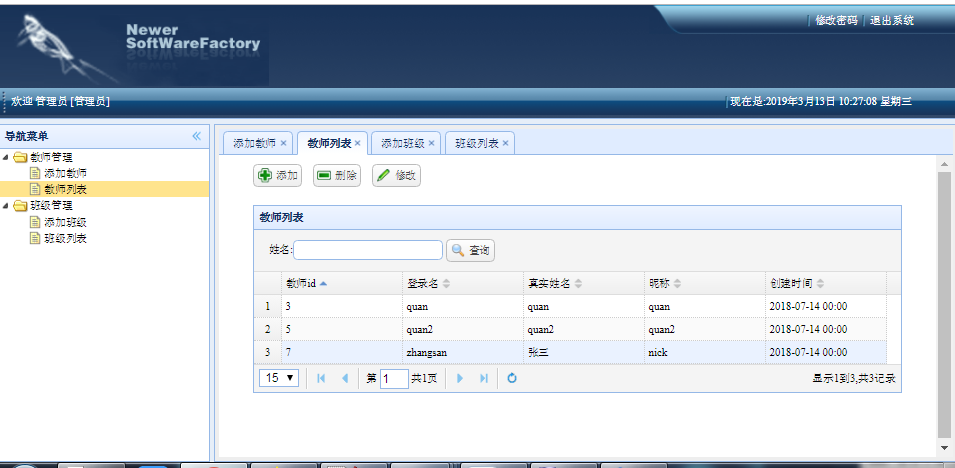 Newer
SoftWareFactory
修改密码 退出系统
欢迎 管理员 [管理员]
现在是:2019年3月13日 10:27:08 星期三
导航菜单
教师管理
添加教师
教师列表
班级管理
添加班级
班级列表
添加教师 × 教师列表 × 添加班级 × 班级列表 ×
添加 删除 修改
教师列表
姓名: 查询
教师id 登录名 真实姓名 昵称 创建时间
1 3 quan quan quan 2018-07-14 00:00
2 5 quan2 quan2 quan2 2018-07-14 00:00
3 7 zhangsan 张三 nick 2018-07-14 00:00
15 第 1 共1页 显示1到3,共3记录